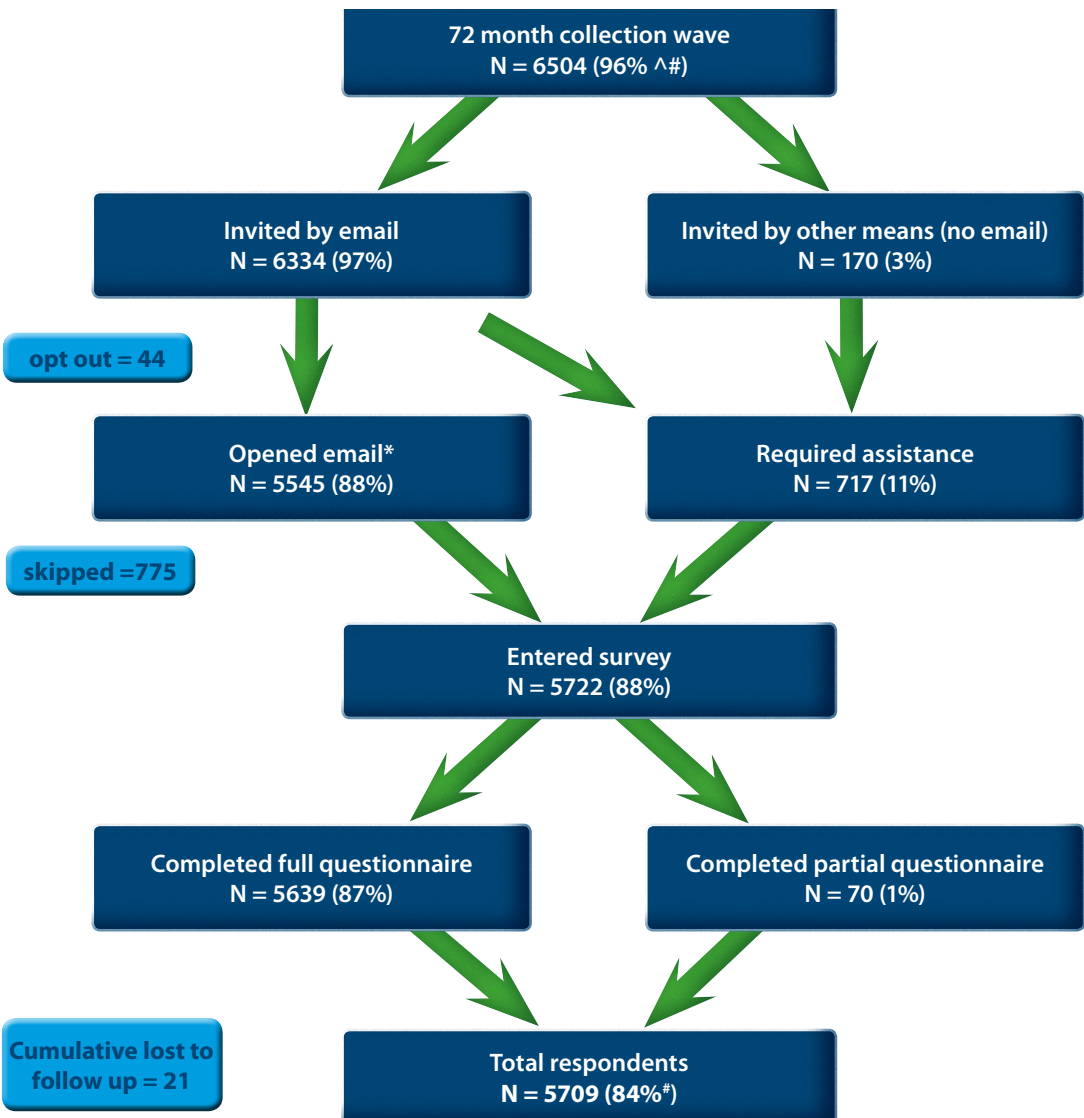 72 month collection wave
N = 6504 (96% ^#)
Invited by email
N = 6334 (97%)
Invited by other means (no email)
N = 170 (3%)
opt out = 44
Opened email*
N = 5545 (88%)
Required assistance
N = 717 (11%)
skipped =775
Entered survey
N = 5722 (88%)
Completed full questionnaire
N = 5639 (87%)
Completed partial questionnaire
N = 70 (1%)
Cumulative lost to
follow up = 21
Total respondents
N = 5709 (84%#)